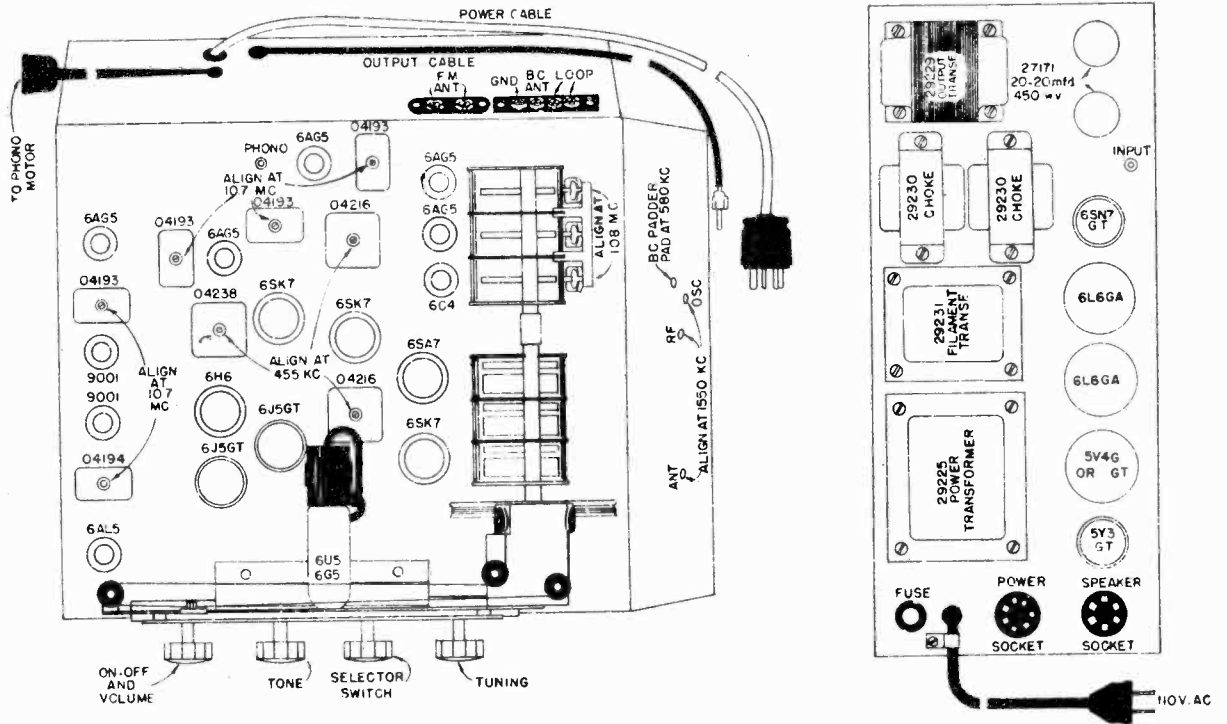 POWER CABLE
OUTPUT CABLE
FM
ANT
GND
BC
ANT
LOOP
TO PHONO
MOTOR
PHONO
6AG5
04193
ALIGN AT
10.7 MC
04193
6AG5
04193
6AG5
04216
6AG5
6AG5
6C4
ALIGN AT
108 MC
BC PADDER
PAD AT 580 KC
OSC
RF
ALIGN AT 1550 KC
ANT
04193
04238
6SK7
6SK7
ALIGN AT
455 KC
04216
6SA7
6SK7
9001
9001
ALIGN
AT
10.7
MC
6H6
6J5GT
6J5GT
04194
6AL5
6U5
6G5
ON-OFF
AND
VOLUME
TONE
SELECTOR
SWITCH
TUNING
29229
OUTPUT
TRANSF.
27171
20-20mfd
450 wv
INPUT
29230
CHOKE
29230
CHOKE
6SN7
GT
29231
FILAMENT
TRANSF.
6L6GA
6L6GA
29225
POWER
TRANSFORMER
5V4G
OR GT
5Y3
GT
FUSE
POWER
SOCKET
SPEAKER
SOCKET
110V. AC